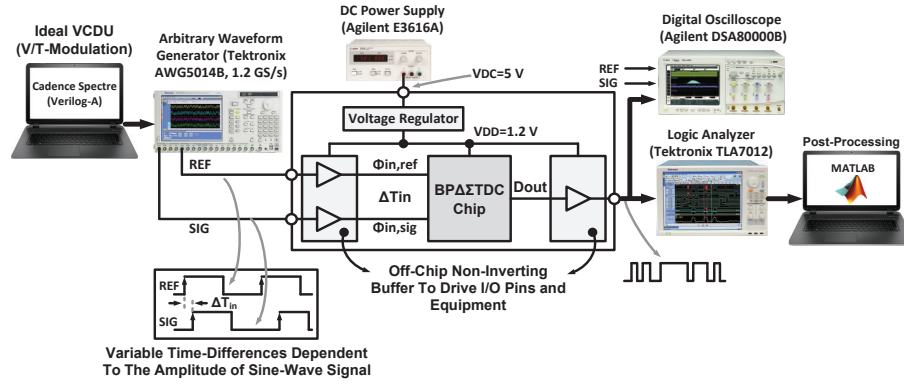 Ideal VCDU
(V/T-Modulation)
Cadence Spectre
(Verilog-A)
Arbitrary Waveform
Generator (Tektronix
AWG5014B, 1.2 GS/s)
DC Power Supply
(Agilent E3616A)
VDC=5 V
Voltage Regulator
VDD=1.2 V
REF
SIG
Φin,ref
ΔTin
Φin,sig
BPΔΣTDC
Chip
Dout
Digital Oscilloscope
(Agilent DSA80000B)
REF
SIG
Logic Analyzer
(Tektronix TLA7012)
Post-Processing
MATLAB
Off-Chip Non-Inverting
Buffer To Drive I/O Pins and
Equipment
REF
ΔTin
SIG
Variable Time-Differences Dependent
To The Amplitude of Sine-Wave Signal